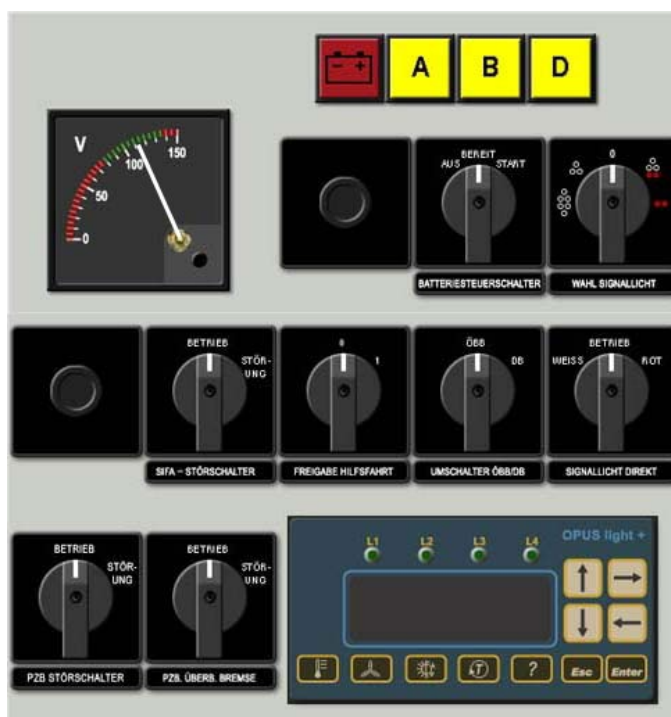 - +
A B D
V
0
50
100
150
AUS BEREIT START
BATTERIESTEUERSCHALTER
0
WAHL SIGNALLICHT
BETRIEB
STÖR-
UNG
SIFA – STÖRSCHALTER
0 1
FREIGABE HILFSFAHRT
ÖBB DB
UMSCHALTER ÖBB/DB
BETRIEB
WEISS ROT
SIGNALLICHT DIREKT
BETRIEB
STÖR-
UNG
PZB STÖRSCHALTER
BETRIEB
STÖR-
UNG
PZB. ÜBERB. BREMSE
OPUS light +
L1 L2 L3 L4
T
?
Esc
Enter